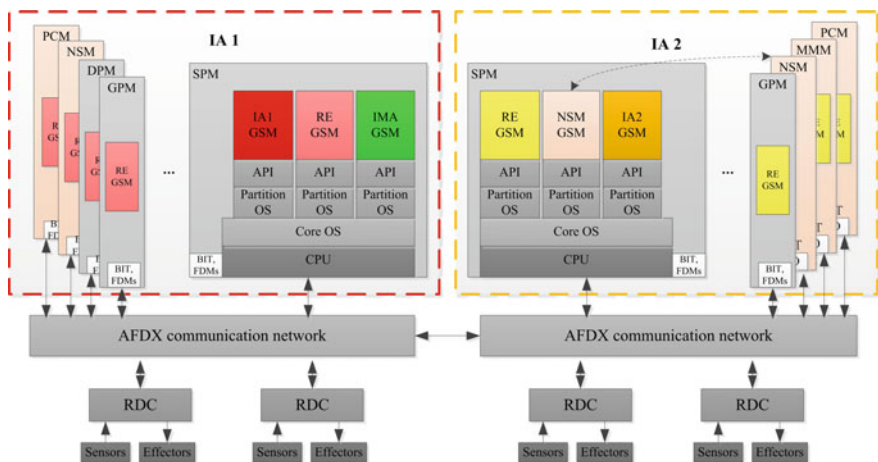 IA 1
PCM
NSM
DPM
GPM
RE
GSM
BIT,
FDMs
...
SPM
IA1
GSM
RE
GSM
IMA
GSM
API
API
API
Partition
OS
Partition
OS
Partition
OS
Core OS
CPU
BIT,
FDMs
IA 2
SPM
RE
GSM
NSM
GSM
IA2
GSM
API
API
API
Partition
OS
Partition
OS
Partition
OS
Core OS
CPU
BIT,
FDMs
...
PCM
MMM
NSM
GPM
RE
GSM
BIT,
FDMs
AFDX communication network
AFDX communication network
RDC
RDC
RDC
RDC
Sensors
Effectors
Sensors
Effectors
Sensors
Effectors
Sensors
Effectors